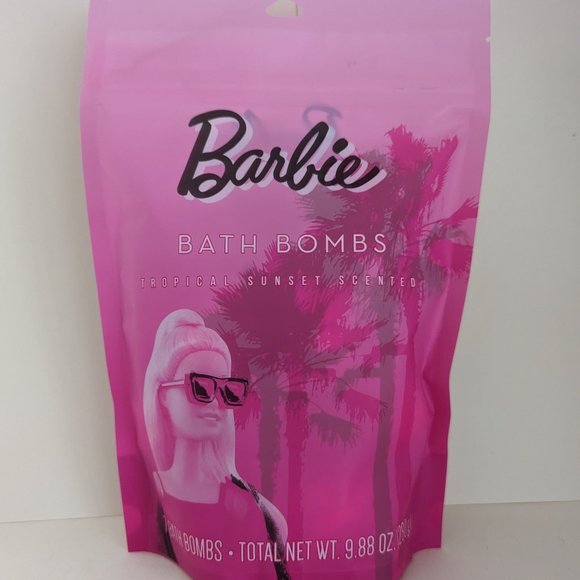 Barbie
BATH BOMBS
TROPICAL SUNSET SCENTED
BATH BOMBS • TOTAL NET WT. 9.88 OZ.